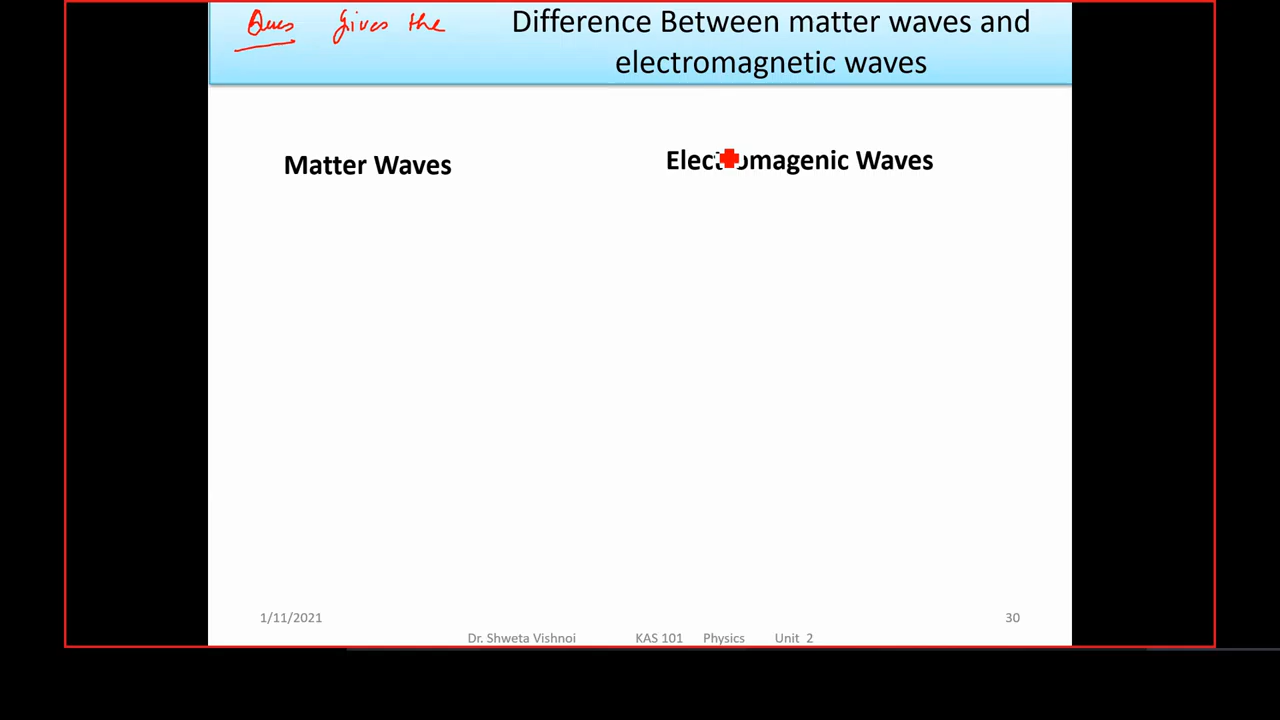 Ques Gives the Difference Between matter waves and
electromagnetic waves
Matter Waves
Electromagenic Waves
1/11/2021
30
Dr. Shweta Vishnoi KAS 101 Physics Unit 2